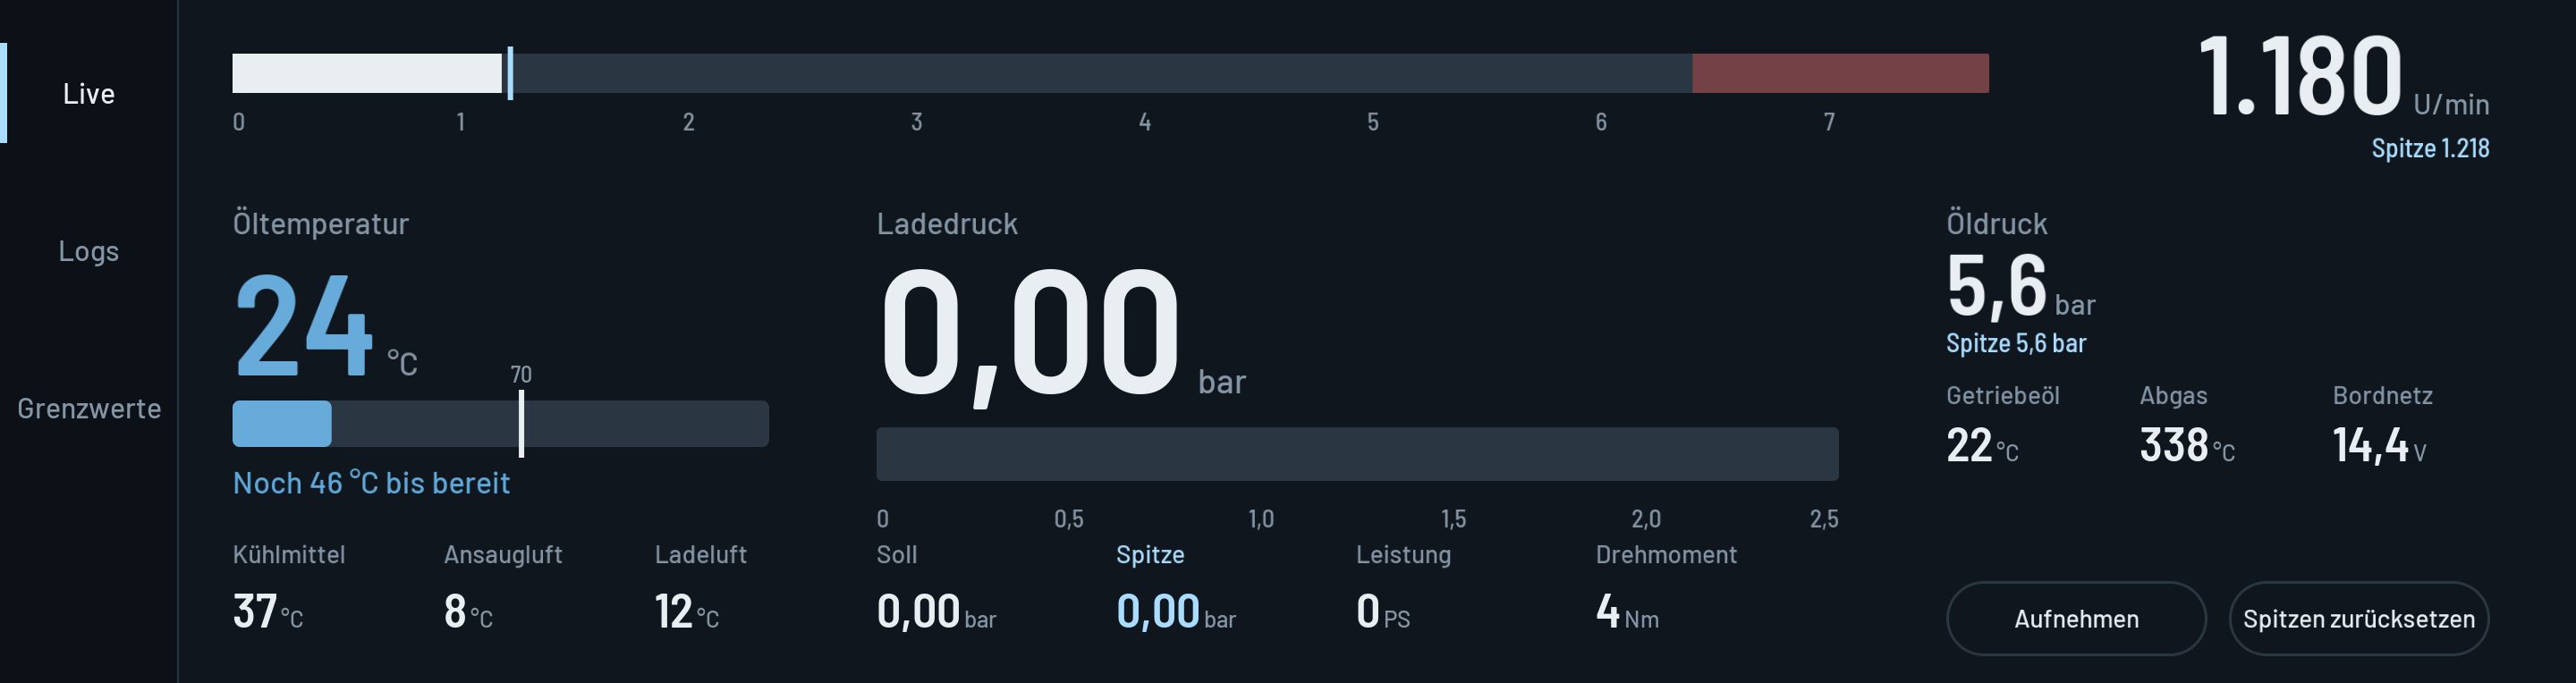 Live
Logs
Grenzwerte
0 1 2 3 4 5 6 7
1.180 U/min
Spitze 1.218
Öltemperatur
24 °C
70
Noch 46 °C bis bereit
Kühlmittel Ansaugluft Ladeluft
37 °C 8 °C 12 °C
Ladedruck
0,00 bar
0 0,5 1,0 1,5 2,0 2,5
Soll Spitze Leistung Drehmoment
0,00 bar 0,00 bar 0 PS 4 Nm
Öldruck
5,6 bar
Spitze 5,6 bar
Getriebeöl Abgas Bordnetz
22 °C 338 °C 14,4 V
Aufnehmen Spitzen zurücksetzen